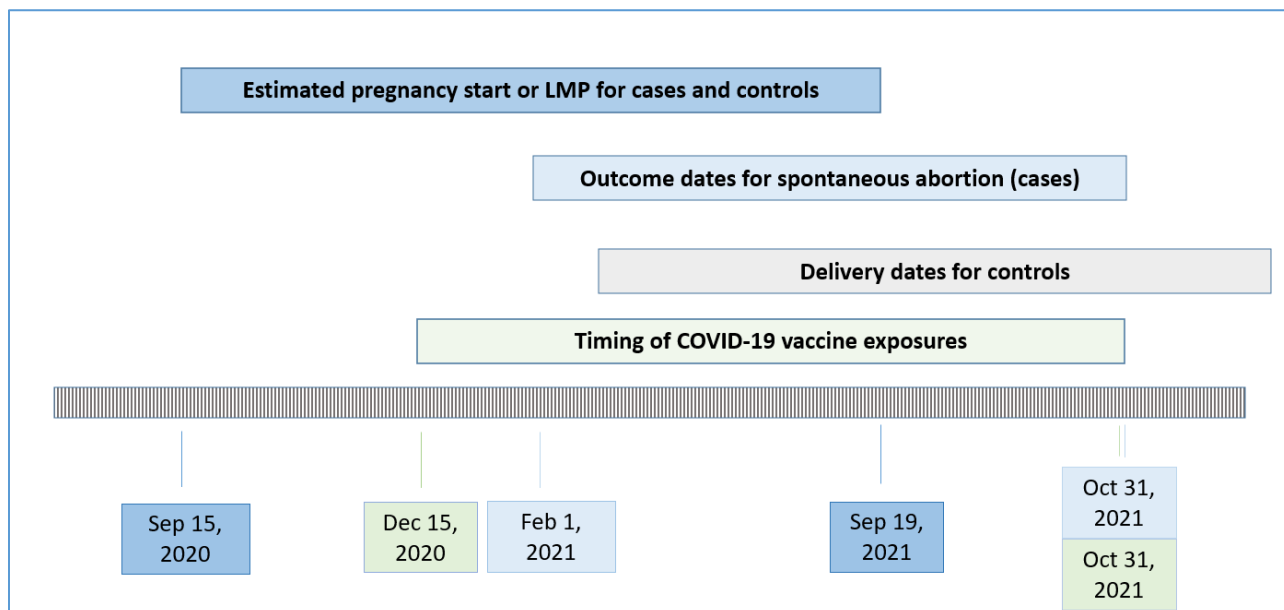 Estimated pregnancy start or LMP for cases and controls
Outcome dates for spontaneous abortion (cases)
Delivery dates for controls
Timing of COVID-19 vaccine exposures
Sep 15,
2020
Dec 15,
2020
Feb 1,
2021
Sep 19,
2021
Oct 31,
2021
Oct 31,
2021